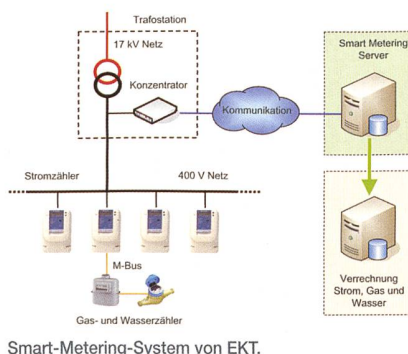 Trafostation
17 kV Netz
Konzentrator
Kommunikation
Smart Metering
Server
Stromzähler
400 V Netz
M-Bus
Gas- und Wasserzähler
Verrechnung
Strom, Gas und
Wasser
Smart-Metering-System von EKT.